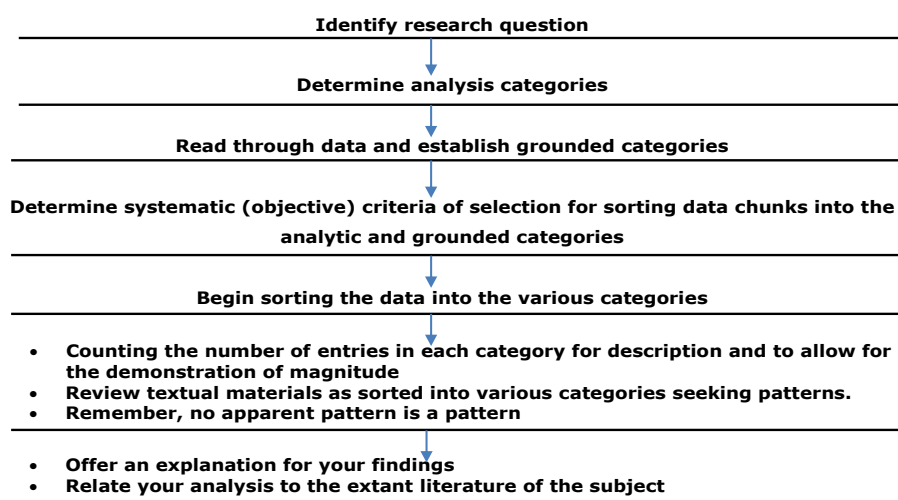 Identify research question
Determine analysis categories
Read through data and establish grounded categories
Determine systematic (objective) criteria of selection for sorting data chunks into the
analytic and grounded categories
Begin sorting the data into the various categories
• Counting the number of entries in each category for description and to allow for
the demonstration of magnitude
• Review textual materials as sorted into various categories seeking patterns.
• Remember, no apparent pattern is a pattern
• Offer an explanation for your findings
• Relate your analysis to the extant literature of the subject